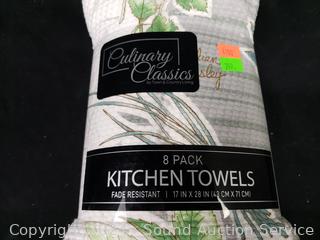 Culinary
Classics
by Town & Country Living
8 PACK
KITCHEN TOWELS
FADE RESISTANT | 17 IN X 28 IN (43 CM X 71 CM)
Sound Auction Service